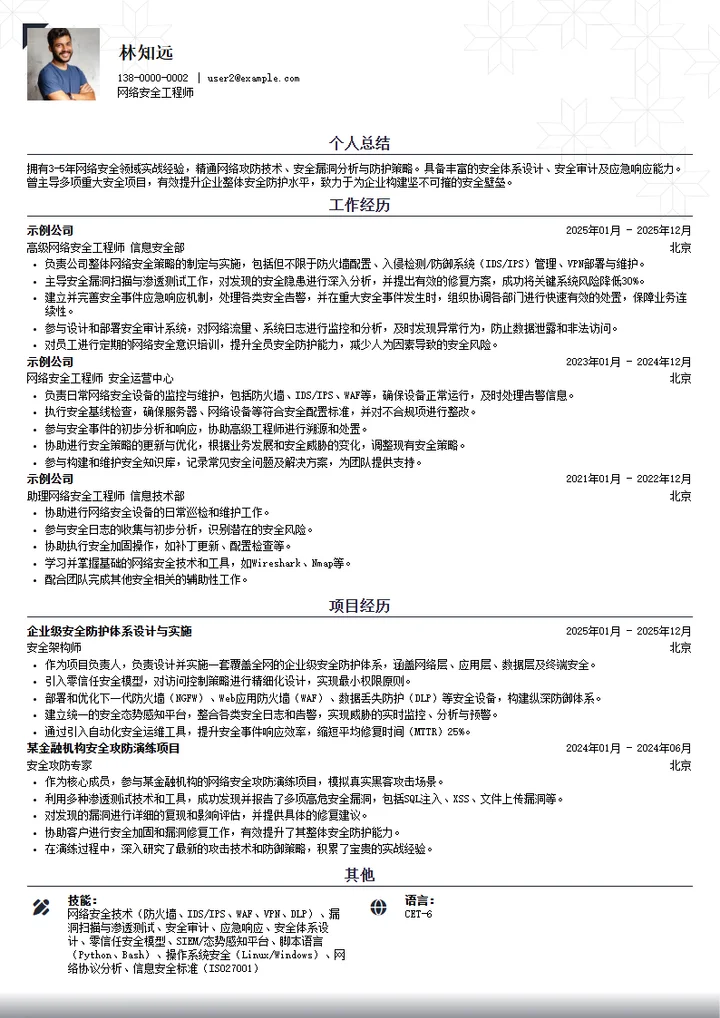 林知远
138-0000-0002 | user2@example.com
网络安全工程师
个人总结
拥有3-5年网络安全领域实战经验，精通网络攻防技术、安全漏洞分析与防护策略。具备丰富的安全体系设计、安全审计及应急响应能力。
曾主导多项重大安全项目，有效提升企业整体安全防护水平，致力于为企业构建坚不可摧的安全壁垒。
工作经历
示例公司 2025年01月 - 2025年12月
高级网络安全工程师 信息安全部 北京
• 负责公司整体网络安全策略的制定与实施，包括但不限于防火墙配置、入侵检测/防御系统（IDS/IPS）管理、VPN部署与维护。
• 主导安全漏洞扫描与渗透测试工作，对发现的安全隐患进行深入分析，并提出有效的修复方案，成功将关键系统风险降低30%。
• 建立并完善安全事件应急响应机制，处理各类安全告警，并在重大安全事件发生时，组织协调各部门进行快速有效的处置，保障业务连
续性。
• 参与设计和部署安全审计系统，对网络流量、系统日志进行监控和分析，及时发现异常行为，防止数据泄露和非法访问。
• 对员工进行定期的网络安全意识培训，提升全员安全防护能力，减少人为因素导致的安全风险。
示例公司 2023年01月 - 2024年12月
网络安全工程师 安全运营中心 北京
• 负责日常网络安全设备的监控与维护，包括防火墙、IDS/IPS、WAF等，确保设备正常运行，及时处理告警信息。
• 执行安全基线检查，确保服务器、网络设备等符合安全配置标准，并对不合规项进行整改。
• 参与安全事件的初步分析和响应，协助高级工程师进行溯源和处置。
• 协助进行安全策略的更新与优化，根据业务发展和安全威胁的变化，调整现有安全策略。
• 参与构建和维护安全知识库，记录常见安全问题及解决方案，为团队提供支持。
示例公司 2021年01月 - 2022年12月
助理网络安全工程师 信息技术部 北京
• 协助进行网络安全设备的日常巡检和维护工作。
• 参与安全日志的收集与初步分析，识别潜在的安全风险。
• 协助执行安全加固操作，如补丁更新、配置检查等。
• 学习并掌握基础的网络安全技术和工具，如Wireshark、Nmap等。
• 配合团队完成其他安全相关的辅助性工作。
项目经历
企业级安全防护体系设计与实施 2025年01月 - 2025年12月
安全架构师 北京
• 作为项目负责人，负责设计并实施一套覆盖全网的企业级安全防护体系，涵盖网络层、应用层、数据层及终端安全。
• 引入零信任安全模型，对访问控制策略进行精细化设计，实现最小权限原则。
• 部署和优化下一代防火墙（NGFW）、Web应用防火墙（WAF）、数据丢失防护（DLP）等安全设备，构建纵深防御体系。
• 建立统一的安全态势感知平台，整合各类安全日志和告警，实现威胁的实时监控、分析与预警。
• 通过引入自动化安全运维工具，提升安全事件响应效率，缩短平均修复时间（MTTR）25%。
某金融机构安全攻防演练项目 2024年01月 - 2024年06月
安全攻防专家 北京
• 作为核心成员，参与某金融机构的网络安全攻防演练项目，模拟真实黑客攻击场景。
• 利用多种渗透测试技术和工具，成功发现并报告了多项高危安全漏洞，包括SQL注入、XSS、文件上传漏洞等。
• 对发现的漏洞进行详细的复现和影响评估，并提供具体的修复建议。
• 协助客户进行安全加固和漏洞修复工作，有效提升了其整体安全防护能力。
• 在演练过程中，深入研究了最新的攻击技术和防御策略，积累了宝贵的实战经验。
其他
技能：
网络安全技术（防火墙、IDS/IPS、WAF、VPN、DLP）、漏
洞扫描与渗透测试、安全审计、应急响应、安全体系设
计、零信任安全模型、SIEM/态势感知平台、脚本语言
（Python、Bash）、操作系统安全（Linux/Windows）、网
络协议分析、信息安全标准（ISO27001）
语言：
CET-6